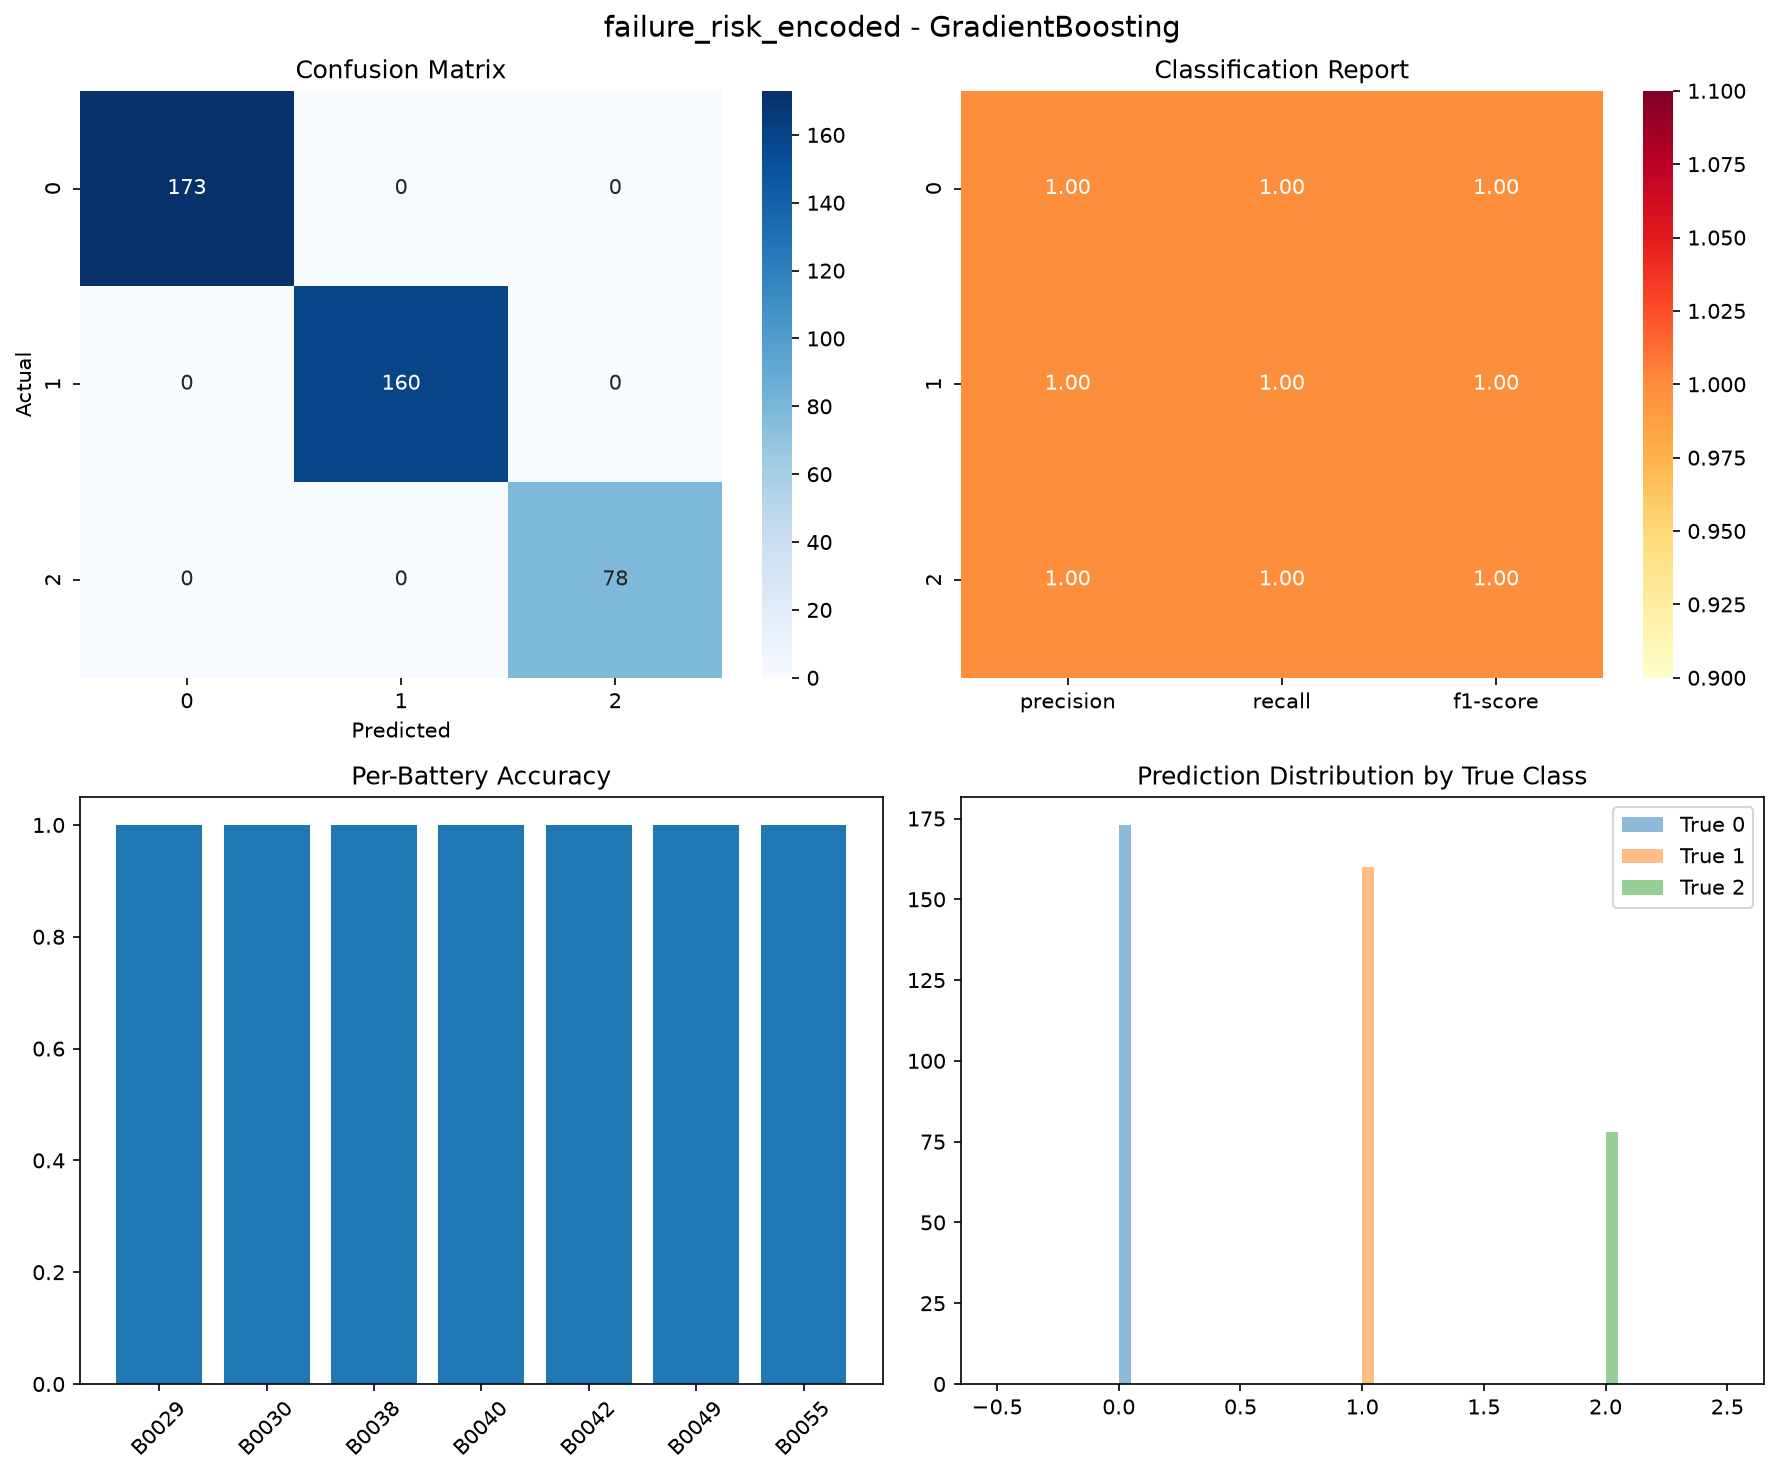 failure_risk_encoded - GradientBoosting
Confusion Matrix
0
1
2
Actual
173 0 0
0 160 0
0 0 78
0 1 2
Predicted
160
140
120
100
80
60
40
20
0
Classification Report
0
1
2
1.00 1.00 1.00
1.00 1.00 1.00
1.00 1.00 1.00
precision recall f1-score
1.100
1.075
1.050
1.025
1.000
0.975
0.950
0.925
0.900
Per-Battery Accuracy
1.0
0.8
0.6
0.4
0.2
0.0
B0029 B0030 B0038 B0040 B0042 B0049 B0055
Prediction Distribution by True Class
175
150
125
100
75
50
25
0
True 0
True 1
True 2
−0.5 0.0 0.5 1.0 1.5 2.0 2.5